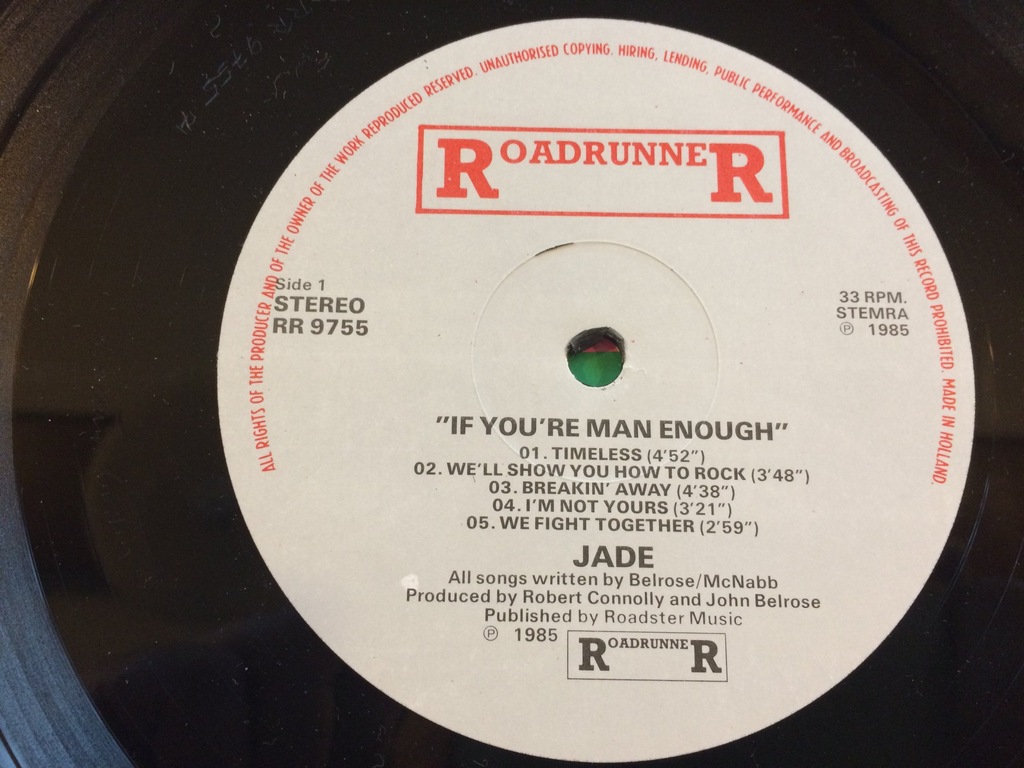 ALL RIGHTS OF THE PRODUCER AND OF THE OWNER OF THE WORK REPRODUCED RESERVED. UNAUTHORISED COPYING. HIRING, LENDING, PUBLIC PERFORMANCE AND BROADCASTING OF THIS RECORD PROHIBITED. MADE IN HOLLAND.
ROADRUNNER
Side 1
STEREO
RR 9755
33 RPM.
STEMRA
℗ 1985
"IF YOU'RE MAN ENOUGH"
01. TIMELESS (4'52")
02. WE'LL SHOW YOU HOW TO ROCK (3'48")
03. BREAKIN' AWAY (4'38")
04. I'M NOT YOURS (3'21")
05. WE FIGHT TOGETHER (2'59")
JADE
All songs written by Belrose/McNabb
Produced by Robert Connolly and John Belrose
Published by Roadster Music
℗ 1985 ROADRUNNER